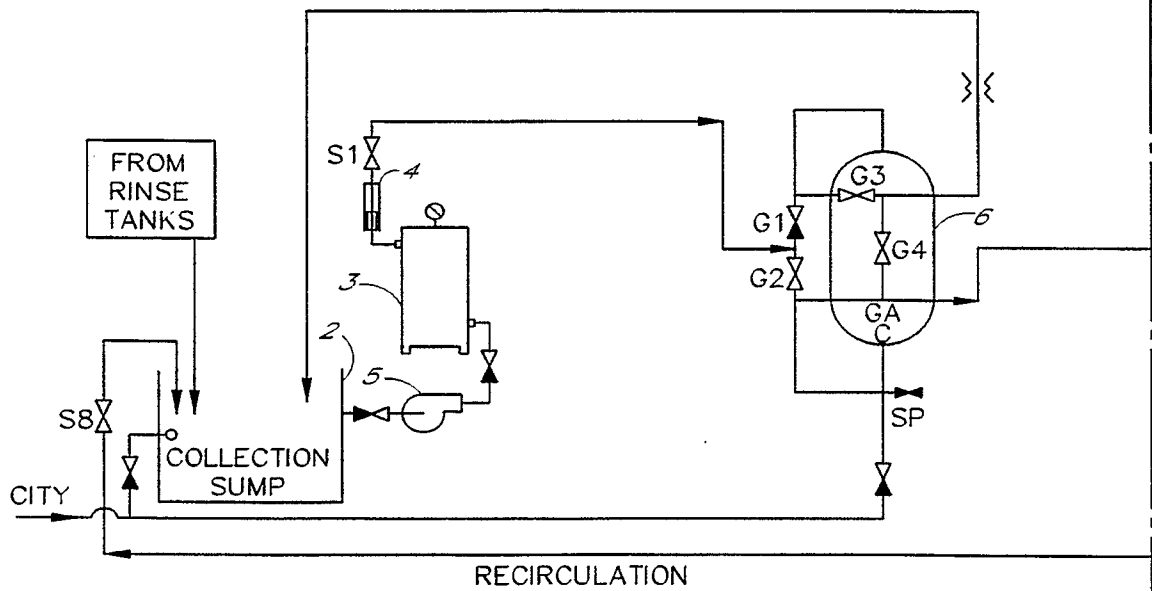 FROM
RINSE
TANKS
S1
4
G3
G1
6
G4
G2
3
2
GA
C
5
SP
S8
COLLECTION
SUMP
CITY
RECIRCULATION